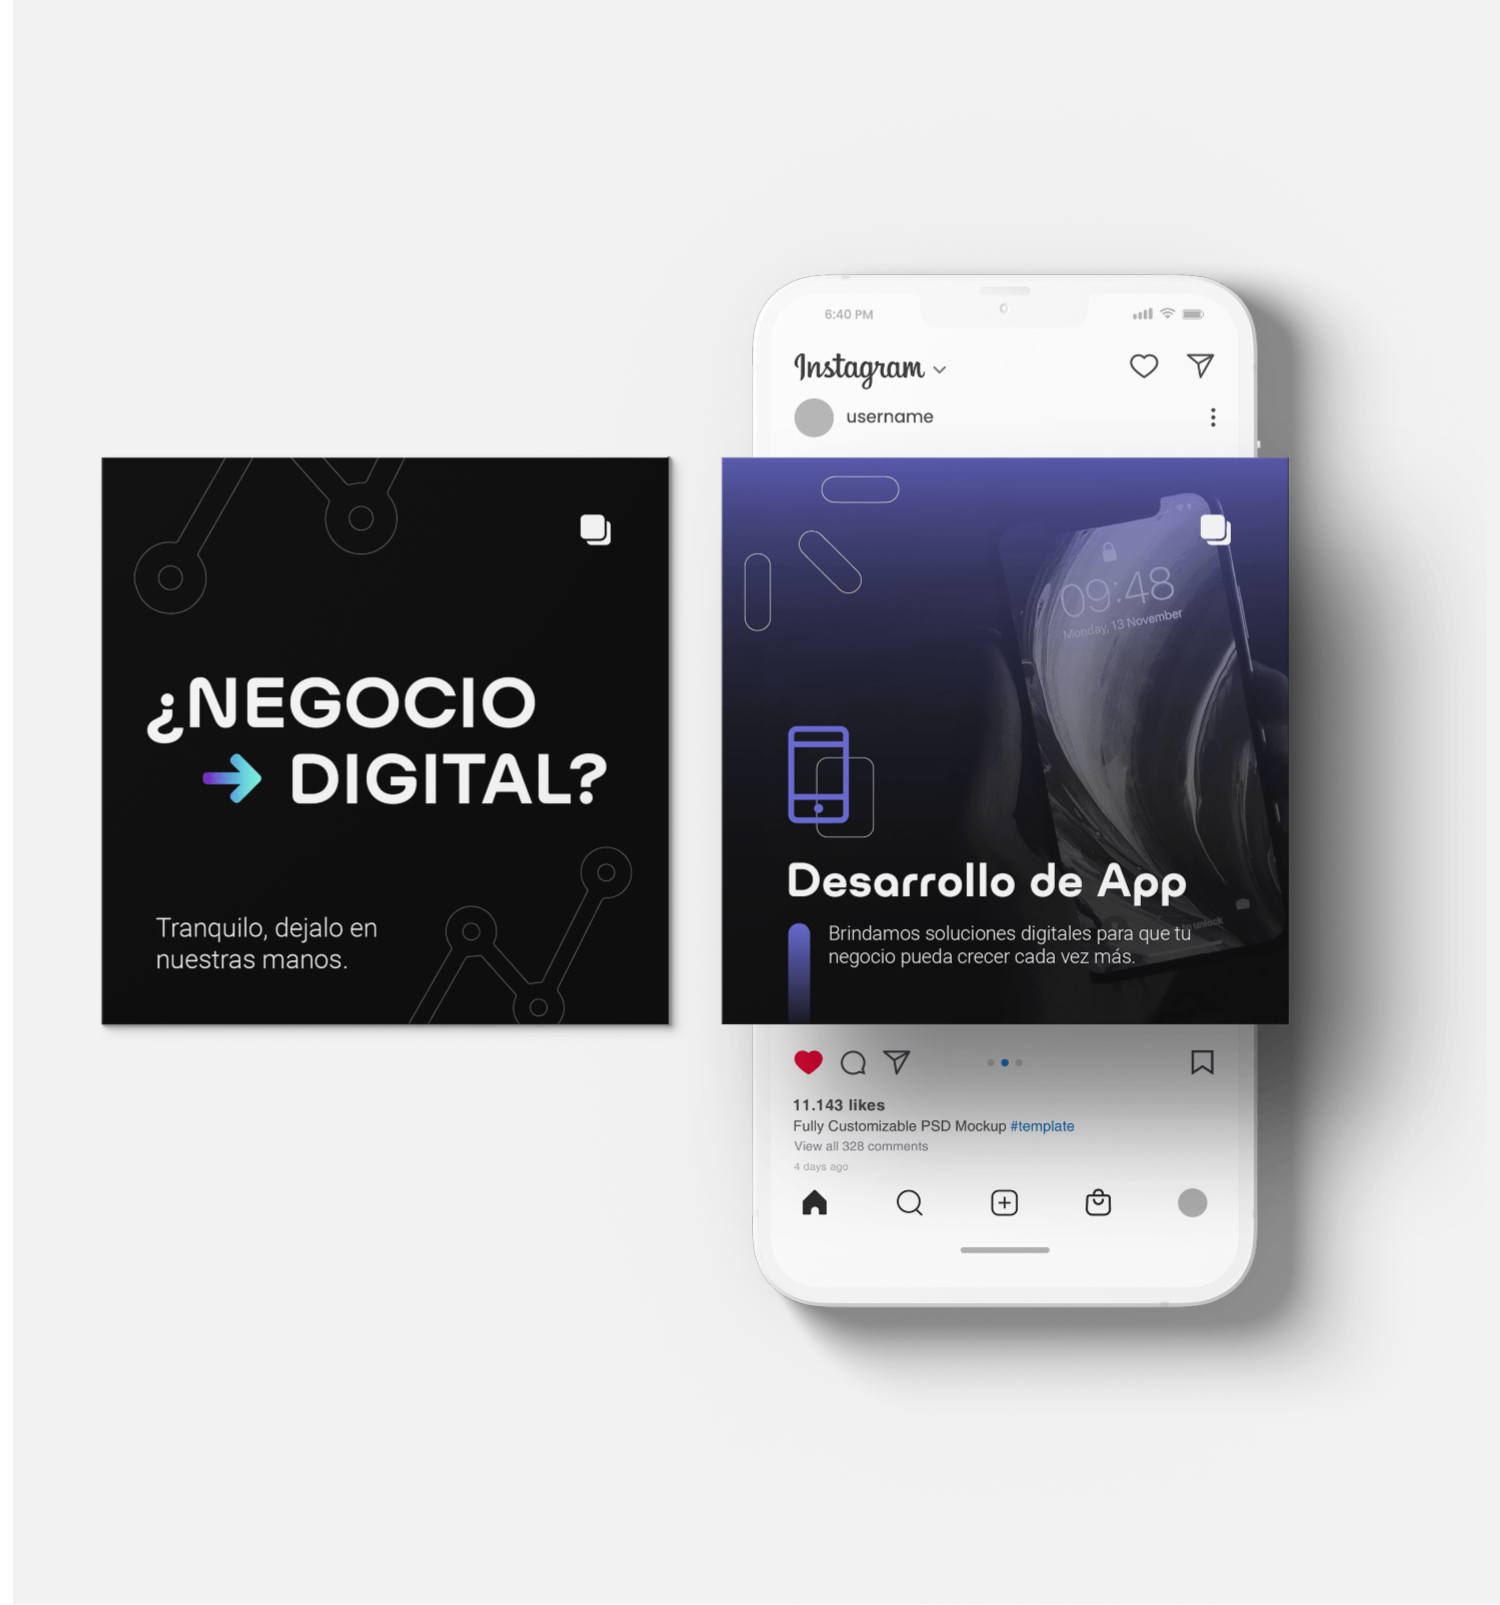 6:40 PM
Instagram
username
¿NEGOCIO
DIGITAL?
Tranquilo, dejalo en
nuestras manos.
09:48
Monday, 13 November
Desarrollo de App
Brindamos soluciones digitales para que tu
negocio pueda crecer cada vez más.
unlock
11.143 likes
Fully Customizable PSD Mockup #template
View all 328 comments
4 days ago